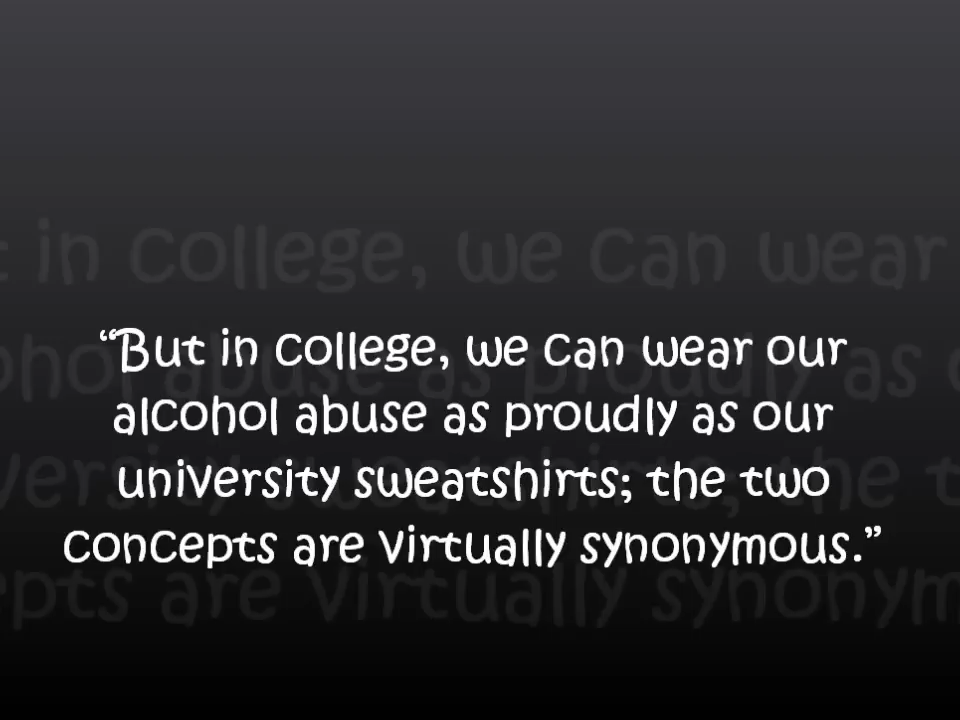 “But in college, we can wear our
alcohol abuse as proudly as our
university sweatshirts; the two
concepts are virtually synonymous.”